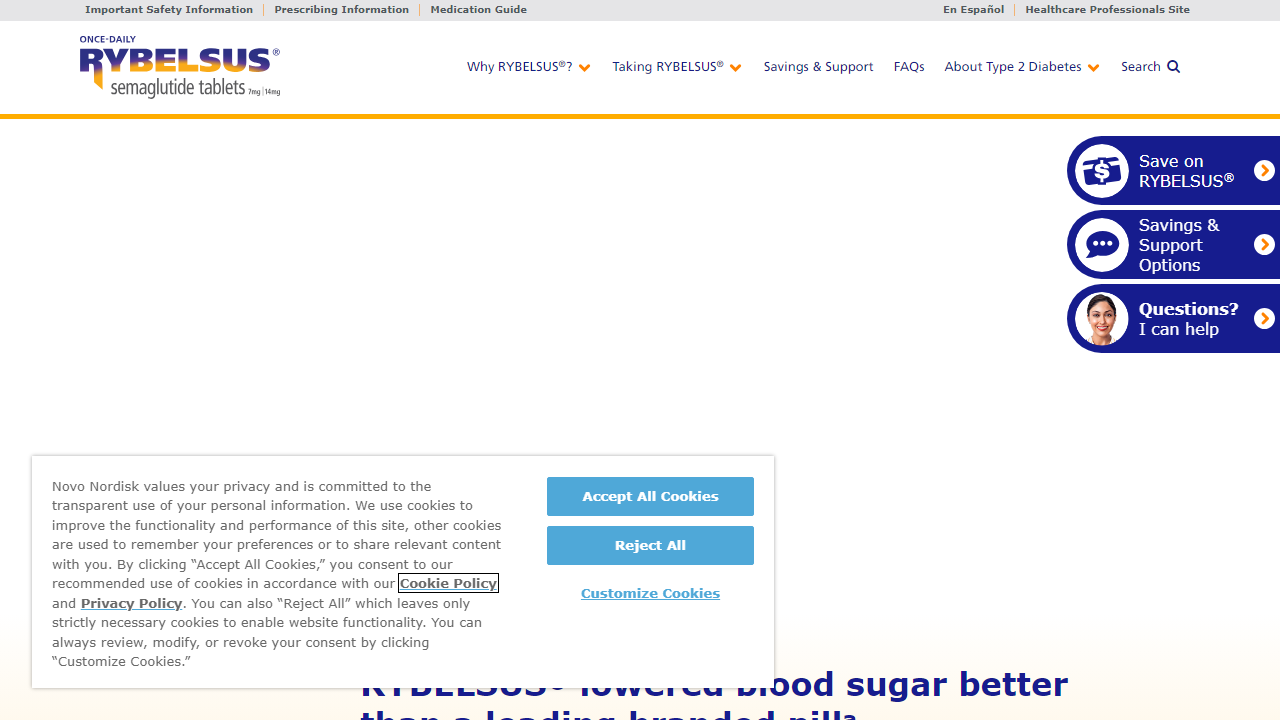 Important Safety Information
Prescribing Information
Medication Guide
En Español
Healthcare Professionals Site
ONCE-DAILY
RYBELSUS®
semaglutide tablets 7mg | 14mg
Why RYBELSUS®?
Taking RYBELSUS®
Savings & Support
FAQs
About Type 2 Diabetes
Search
Save on
RYBELSUS®
Savings &
Support
Options
Questions?
I can help
Novo Nordisk values your privacy and is committed to the
transparent use of your personal information. We use cookies to
improve the functionality and performance of this site, other cookies
are used to remember your preferences or to share relevant content
with you. By clicking “Accept All Cookies,” you consent to our
recommended use of cookies in accordance with our Cookie Policy
and Privacy Policy. You can also “Reject All” which leaves only
strictly necessary cookies to enable website functionality. You can
always review, modify, or revoke your consent by clicking
“Customize Cookies.”
Accept All Cookies
Reject All
Customize Cookies
RYBELSUS® lowered blood sugar better
than a leading branded pill²